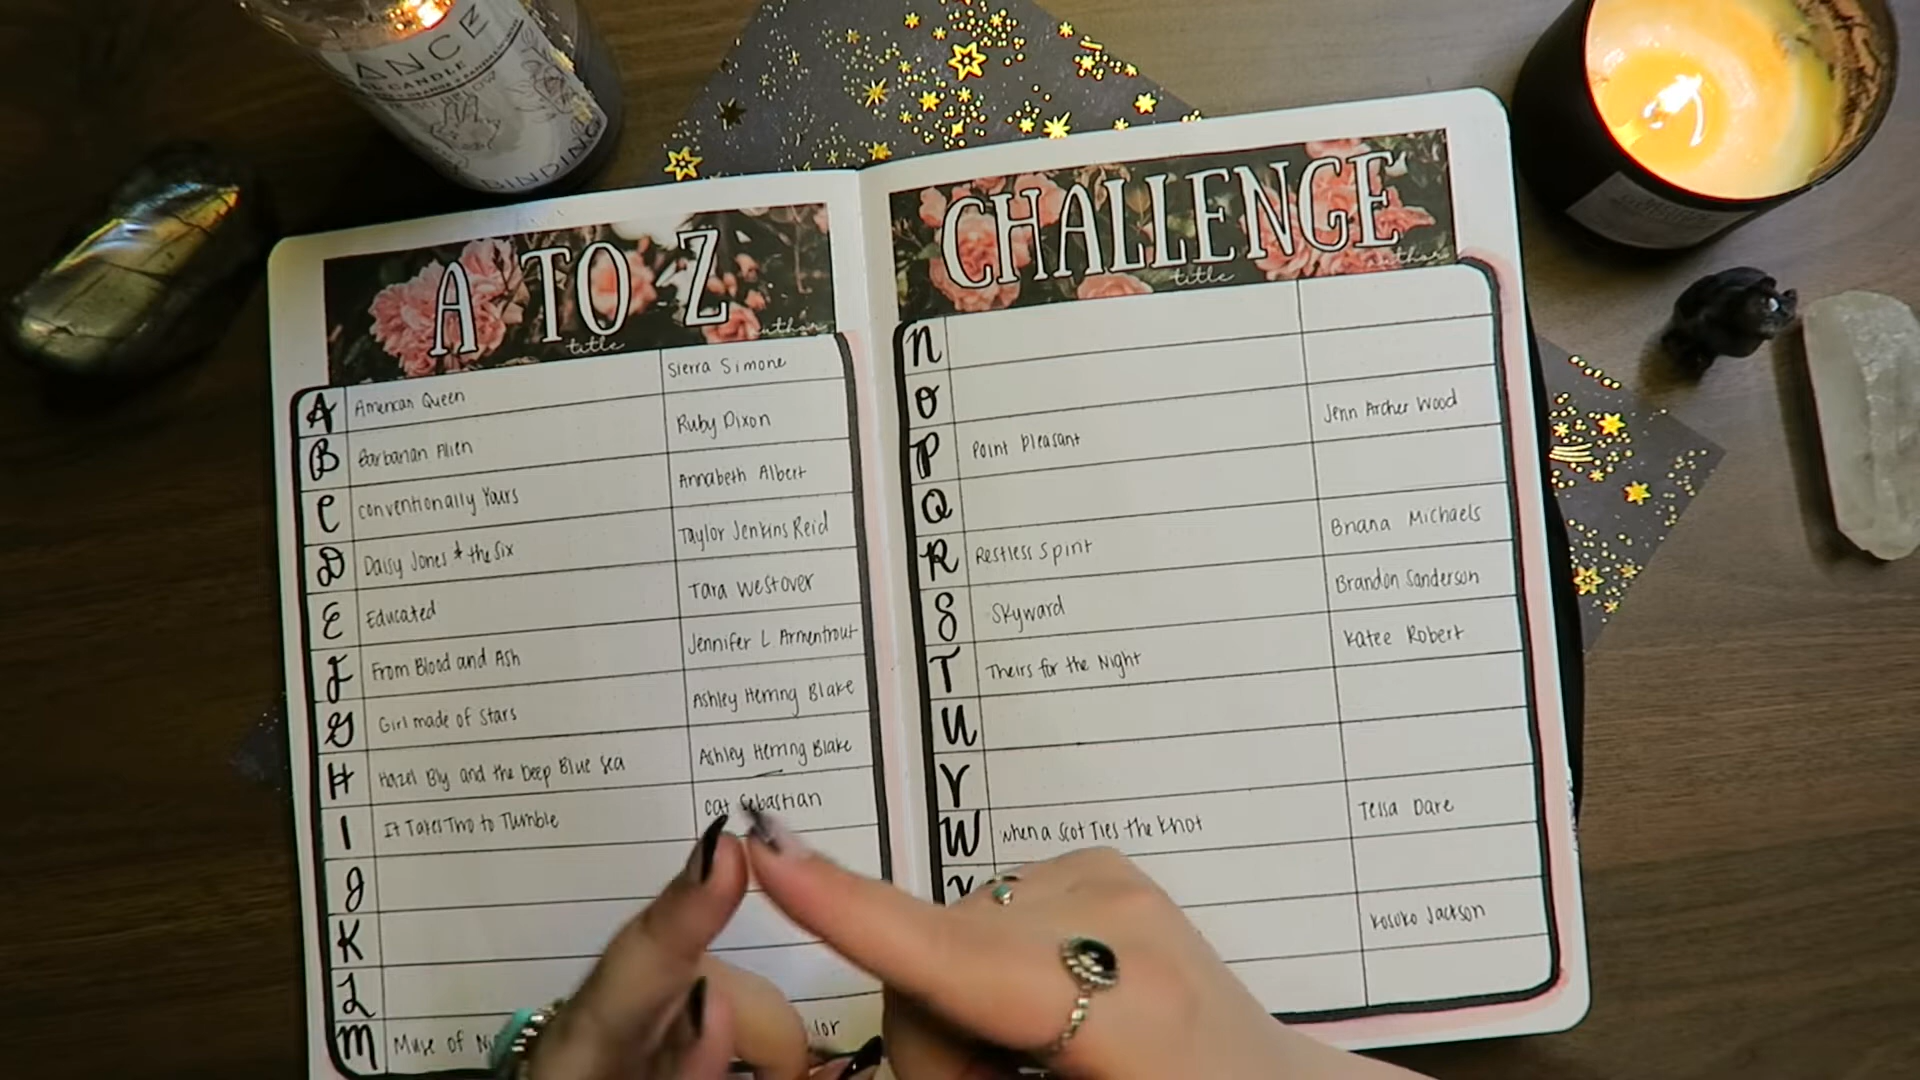 ANCE
CANDLE
BINDING
A TO Z
title
author
A American Queen Sierra Simone
B Barbarian Alien Ruby Dixon
C Conventionally Yours Annabeth Albert
D Daisy Jones & the Six Taylor Jenkins Reid
E Educated Tara Westover
F From Blood and Ash Jennifer L Armentrout
G Girl made of Stars Ashley Herring Blake
H Hazel Bly and the Deep Blue Sea Ashley Herring Blake
I It Takes Two to Tumble Cat Sebastian
J
K
L
M Muse of
lor
CHALLENGE
title
author
N
O
P Point Pleasant Jenn Archer Wood
Q
R Restless Spirit Briana Michaels
S Skyward Brandon Sanderson
T Theirs for the Night Katee Robert
U
V
W When a Scot Ties the Knot Tessa Dare
X
Kosoko Jackson